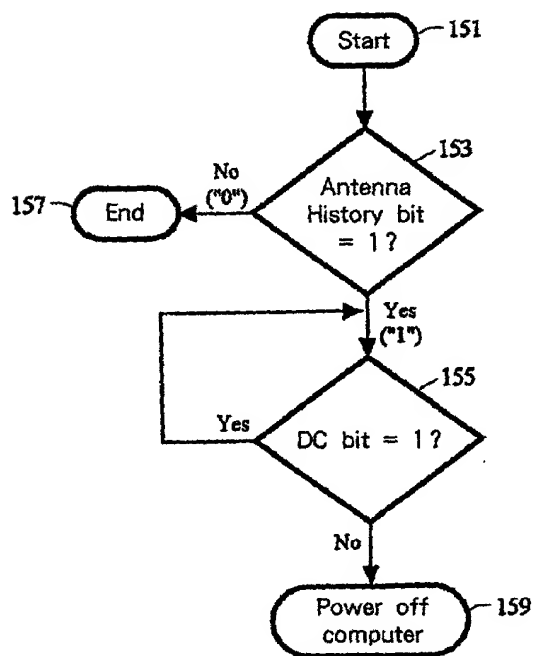 Start
151
153
No
("0")
Antenna
History bit
= 1?
157
End
Yes
("1")
155
Yes
DC bit = 1?
No
Power off
computer
159